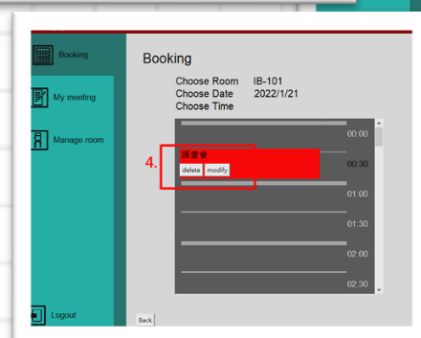 Booking
My meeting
Manage room
Logout
Booking
Choose Room IB-101
Choose Date 2022/1/21
Choose Time
00:00
4.
讀書會
delete modify
00:30
01:00
01:30
02:00
02:30
Back